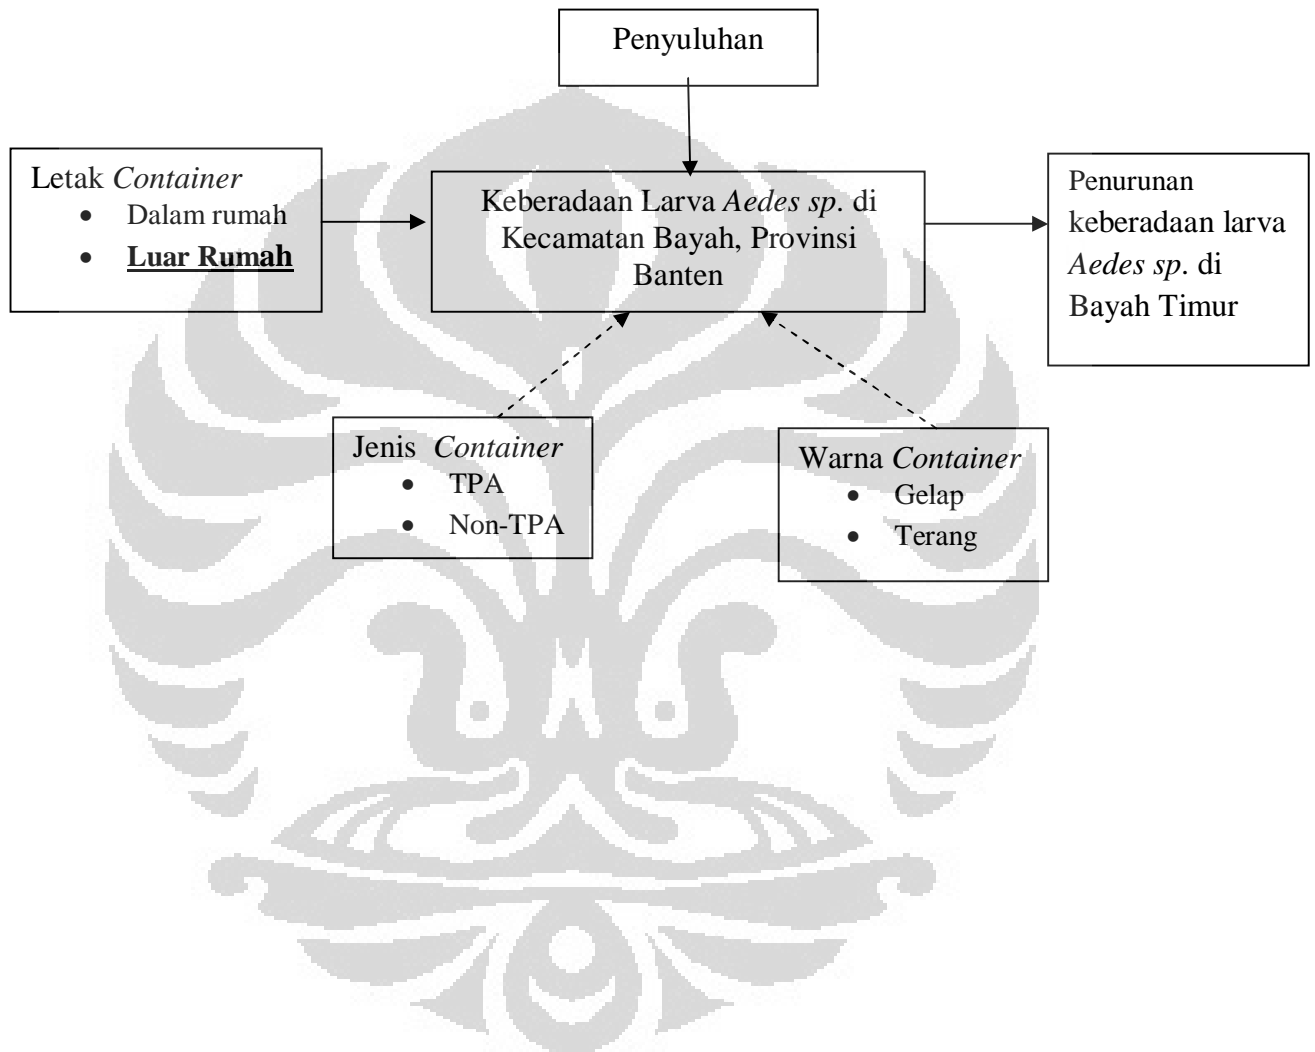 Penyuluhan
Letak Container
• Dalam rumah
• Luar Rumah
Keberadaan Larva Aedes sp. di
Kecamatan Bayah, Provinsi
Banten
Penurunan
keberadaan larva
Aedes sp. di
Bayah Timur
Jenis Container
• TPA
• Non-TPA
Warna Container
• Gelap
• Terang